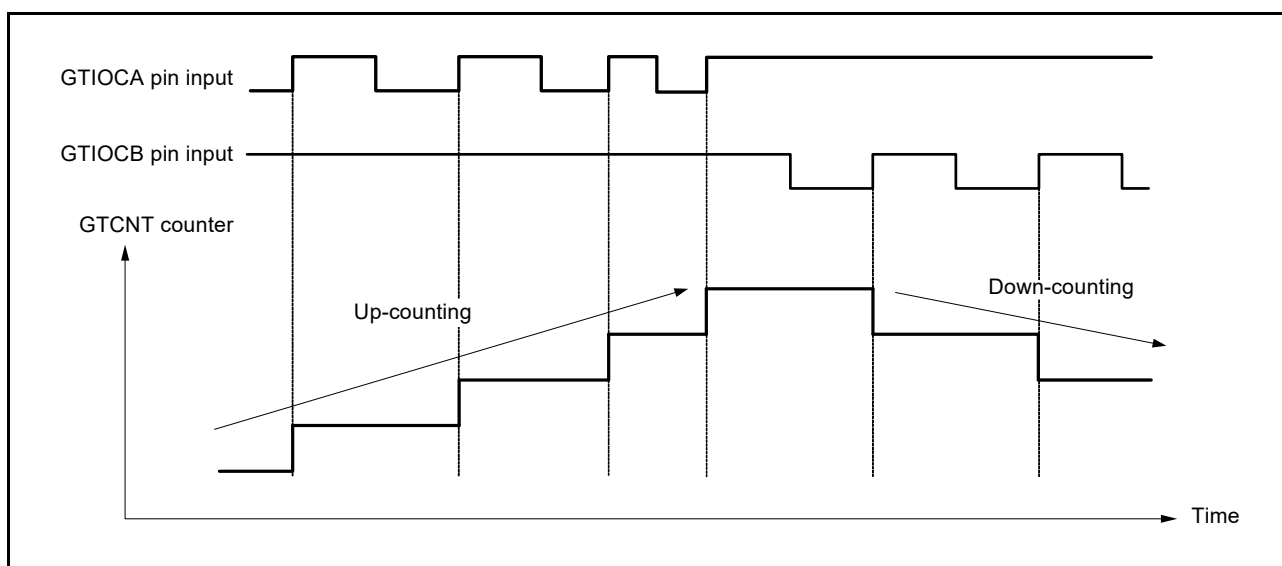 GTIOCA pin input
GTIOCB pin input
GTCNT counter
Up-counting
Down-counting
Time